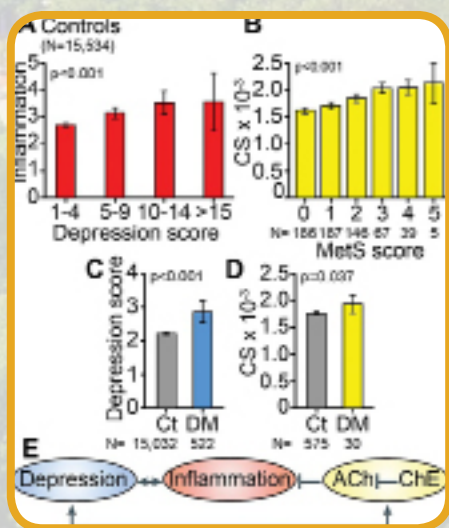 A Controls
(N=15,534)
Inflammation
p<0.001
5
4
3
2
1
0
1-4 5-9 10-14 >15
Depression score
B
CS x 10-3
p<0.001
2.5
2.0
1.5
1.0
0.5
0
0 1 2 3 4 5
N= 186 187 146 67 39 5
MetS score
C
Depression score
p<0.001
4
3
2
1
0
Ct DM
N= 15,032 522
D
CS x 10-3
p=0.037
2.5
2.0
1.5
1.0
0.5
0
Ct DM
N= 575 30
E
Depression Inflammation ACh ChE